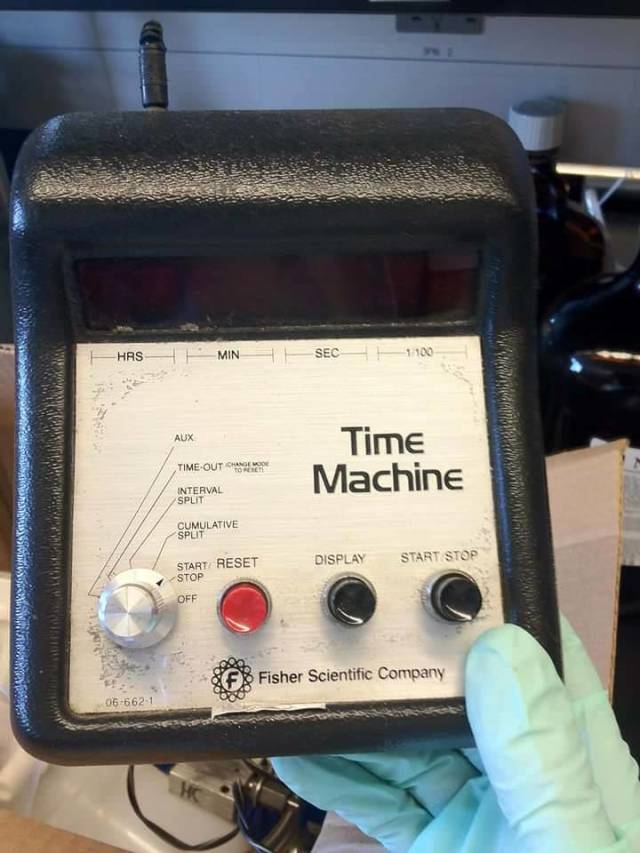 HRS MIN SEC 1/100
Time
Machine
AUX
TIME-OUT (CHANGE MODE
TO RESET)
INTERVAL
SPLIT
CUMULATIVE
SPLIT
START/
STOP
OFF
RESET DISPLAY START/STOP
F Fisher Scientific Company
06-662-1
HC